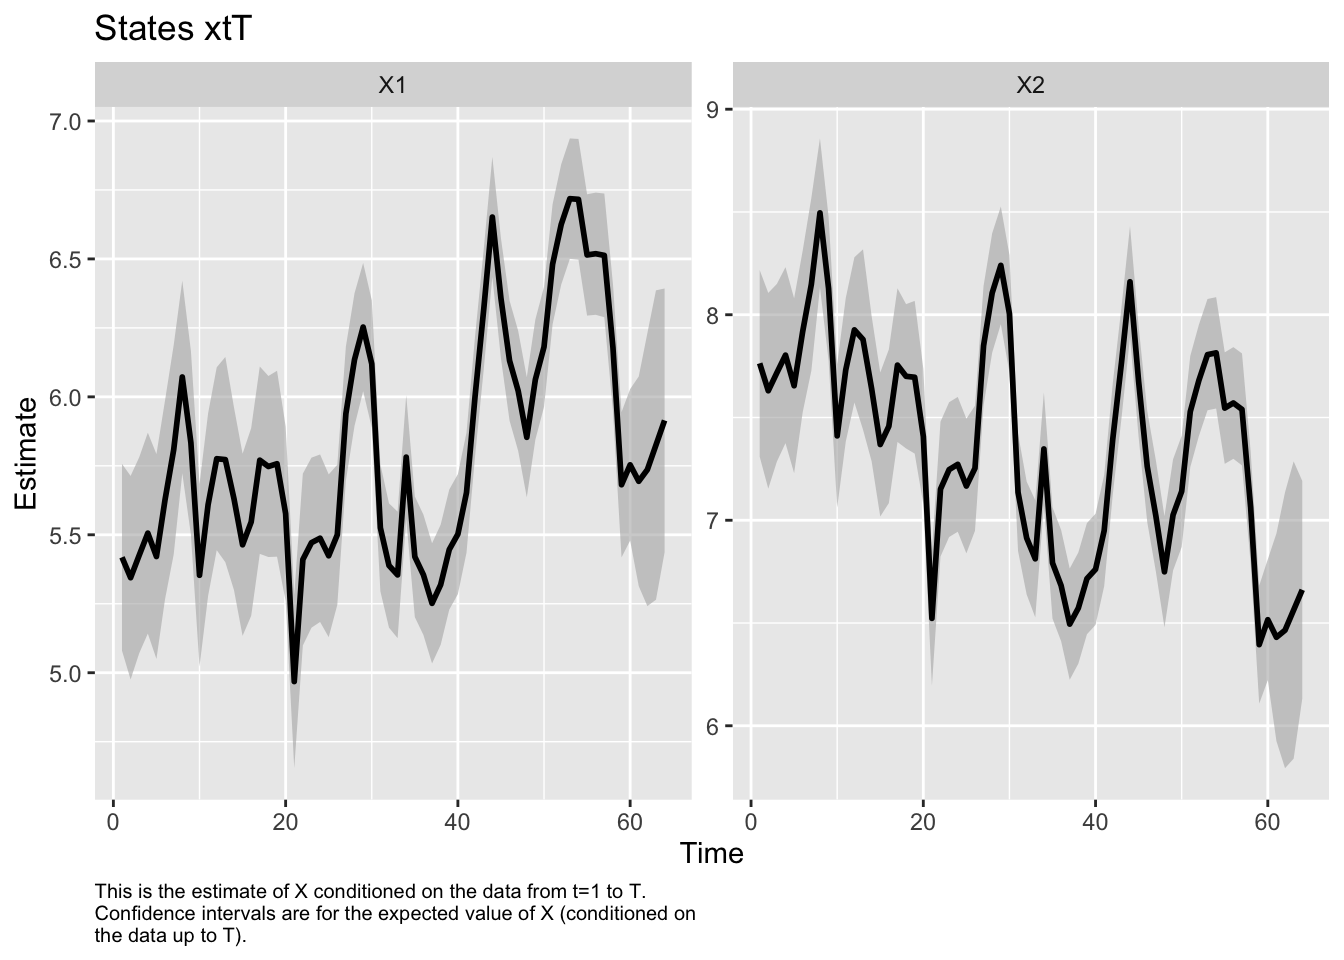 States xtT
X1
X2
Estimate
7.0
6.5
6.0
5.5
5.0
9
8
7
6
0
20
40
60
0
20
40
60
Time
This is the estimate of X conditioned on the data from t=1 to T.
Confidence intervals are for the expected value of X (conditioned on
the data up to T).